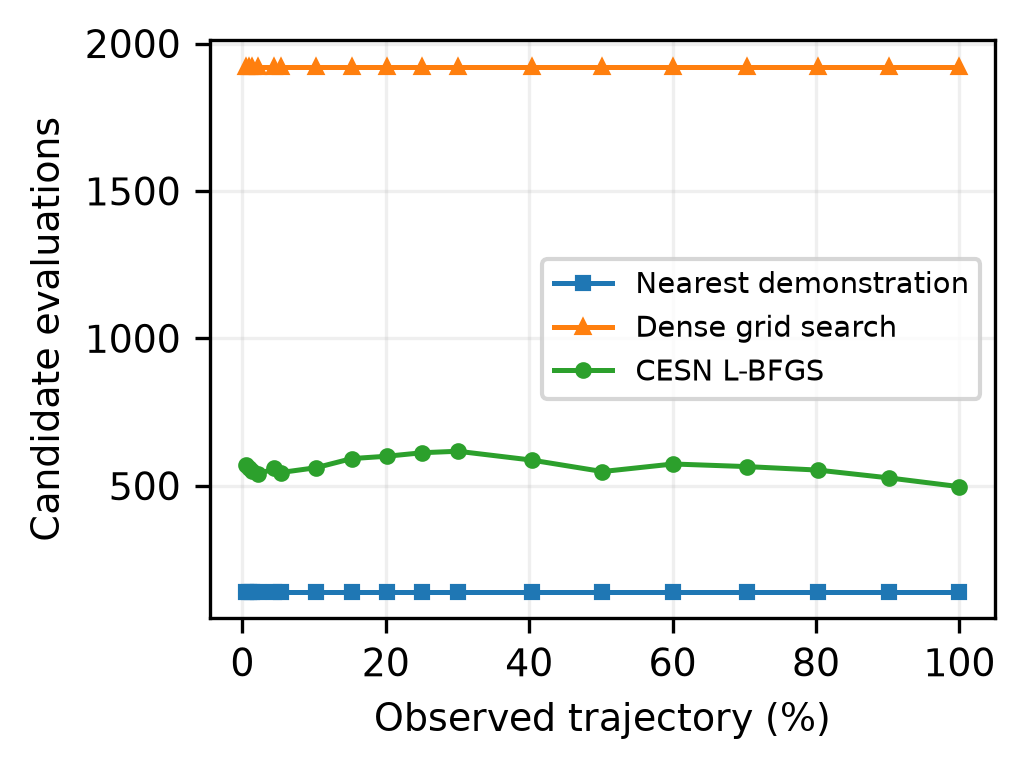 2000
1500
1000
500
Candidate evaluations
Nearest demonstration
Dense grid search
CESN L-BFGS
0 20 40 60 80 100
Observed trajectory (%)